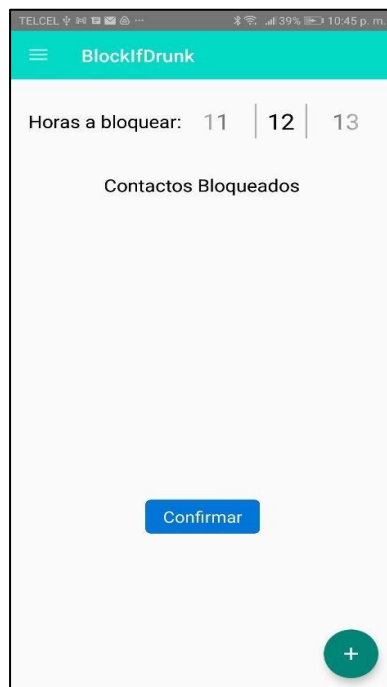 TELCEL ... 39% 10:45 p. m.
BlockIfDrunk
Horas a bloquear: 11 12 13
Contactos Bloqueados
Confirmar
+